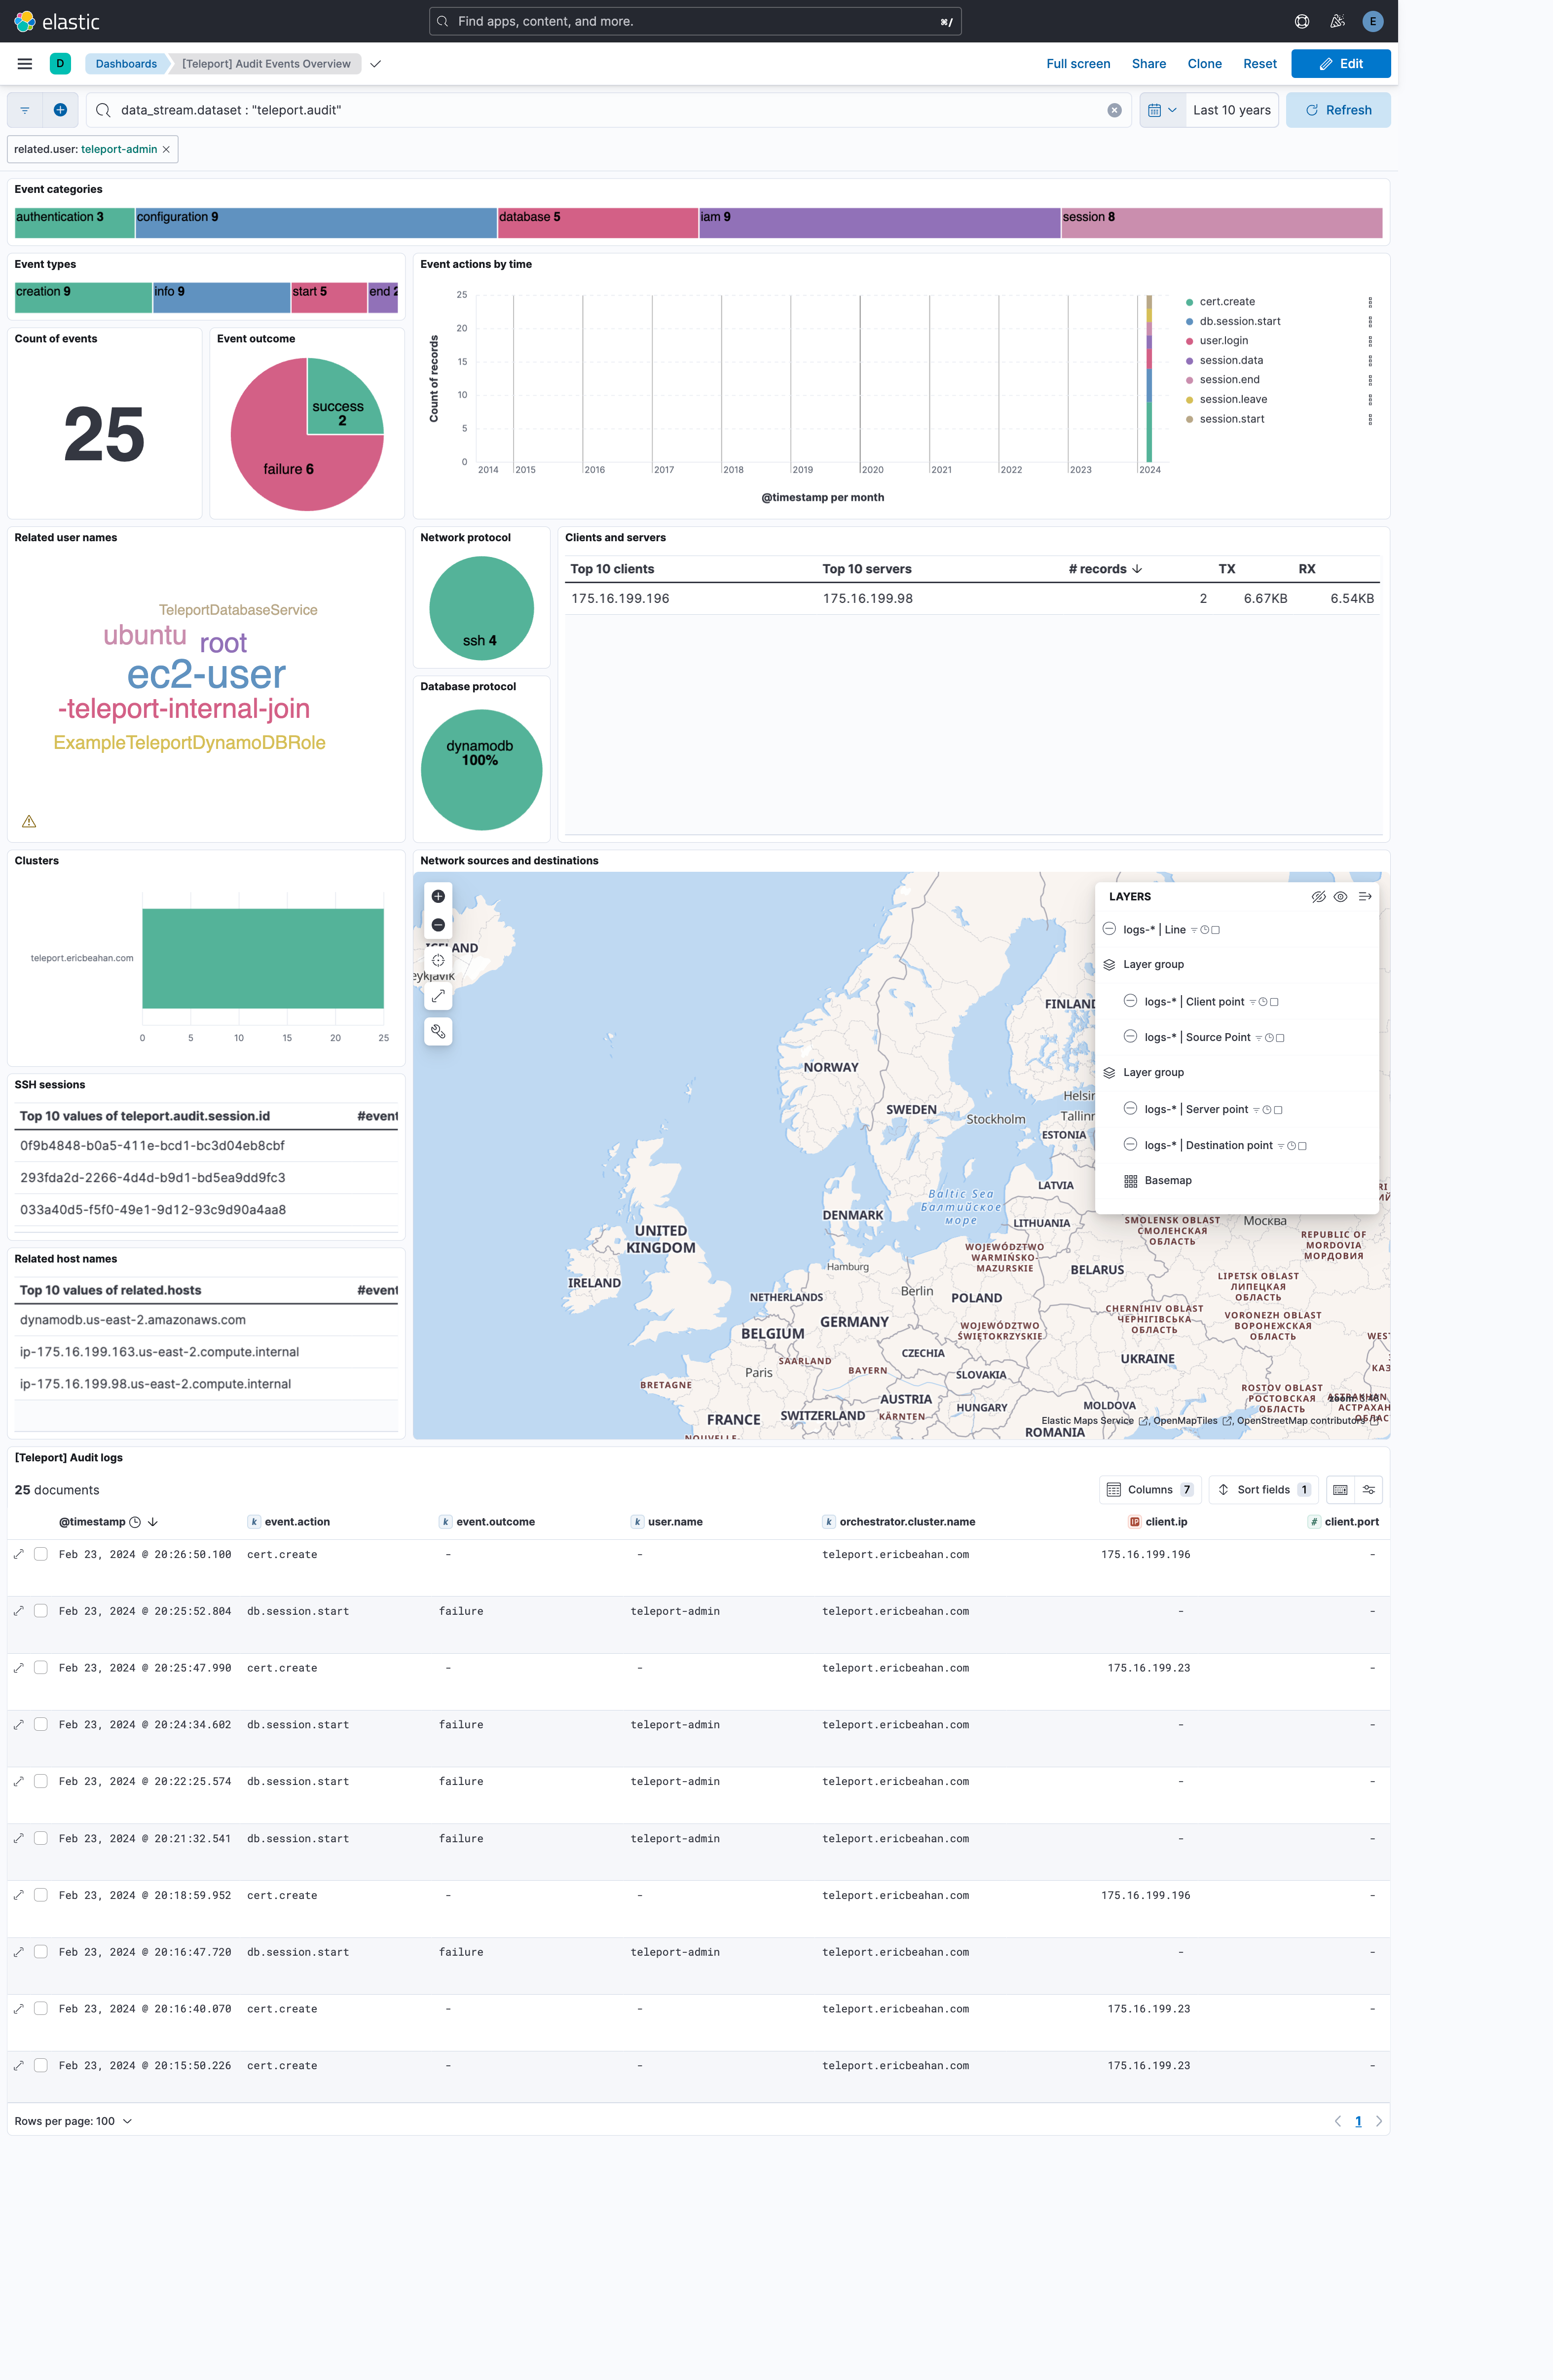 elastic
Find apps, content, and more.
⌘/
E
D
Dashboards
[Teleport] Audit Events Overview
Full screen
Share
Clone
Reset
Edit
data_stream.dataset : "teleport.audit"
Last 10 years
Refresh
related.user: teleport-admin
Event categories
authentication 3
configuration 9
database 5
iam 9
session 8
Event types
creation 9
info 9
start 5
end 2
Event actions by time
25
20
15
10
5
0
Count of records
2014
2015
2016
2017
2018
2019
2020
2021
2022
2023
2024
@timestamp per month
cert.create
db.session.start
user.login
session.data
session.end
session.leave
session.start
Count of events
25
Event outcome
success
2
failure 6
Related user names
TeleportDatabaseService
ubuntu
root
ec2-user
-teleport-internal-join
ExampleTeleportDynamoDBRole
Network protocol
ssh 4
Database protocol
dynamodb
100%
Clients and servers
Top 10 clients Top 10 servers # records TX RX
175.16.199.196 175.16.199.98 2 6.67KB 6.54KB
Clusters
teleport.ericbeahan.com
0 5 10 15 20 25
SSH sessions
Top 10 values of teleport.audit.session.id #event
0f9b4848-b0a5-411e-bcd1-bc3d04eb8cbf
293fda2d-2266-4d4d-b9d1-bd5ea9dd9fc3
033a40d5-f5f0-49e1-9d12-93c9d90a4aa8
Related host names
Top 10 values of related.hosts #event
dynamodb.us-east-2.amazonaws.com
ip-175.16.199.163.us-east-2.compute.internal
ip-175.16.199.98.us-east-2.compute.internal
Network sources and destinations
LAYERS
logs-* | Line
Layer group
logs-* | Client point
logs-* | Source Point
Layer group
logs-* | Server point
logs-* | Destination point
Basemap
FINLAND
NORWAY
SWEDEN
Stockholm
ESTONIA
LATVIA
Baltic Sea
Балтийское
море
DENMARK
LITHUANIA
SMOLENSK OBLAST
СМОЛЕНСКАЯ
ОБЛАСТЬ
Москва
UNITED
KINGDOM
REPUBLIC OF
MORDOVIA
МОРДОВИЯ
WOJEWÓDZTWO
WARMIŃSKO-
MAZURSKIE
Hamburg
BELARUS
IRELAND
LIPETSK OBLAST
ЛИПЕЦКАЯ
ОБЛАСТЬ
NETHERLANDS
Berlin
POLAND
CHERNIHIV OBLAST
ЧЕРНІГІВСЬКА
ОБЛАСТЬ
VORONEZH OBLAST
ВОРОНЕЖСКАЯ
ОБЛАСТЬ
BELGIUM
GERMANY
WOJEWÓDZTWO
ŚWIĘTOKRZYSKIE
CZECHIA
UKRAINE
SAARLAND
Paris
BAYERN
SLOVAKIA
BRETAGNE
ROSTOV OBLAST
РОСТОВСКАЯ
ОБЛАСТЬ
AUSTRIA
HUNGARY
MOLDOVA
FRANCE
SWITZERLAND
KÄRNTEN
ROMANIA
Elastic Maps Service, OpenMapTiles, OpenStreetMap contributors
[Teleport] Audit logs
25 documents
Columns 7
Sort fields 1
@timestamp event.action event.outcome user.name orchestrator.cluster.name client.ip client.port
Feb 23, 2024 @ 20:26:50.100 cert.create - - teleport.ericbeahan.com 175.16.199.196 -
Feb 23, 2024 @ 20:25:52.804 db.session.start failure teleport-admin teleport.ericbeahan.com - -
Feb 23, 2024 @ 20:25:47.990 cert.create - - teleport.ericbeahan.com 175.16.199.23 -
Feb 23, 2024 @ 20:24:34.602 db.session.start failure teleport-admin teleport.ericbeahan.com - -
Feb 23, 2024 @ 20:22:25.574 db.session.start failure teleport-admin teleport.ericbeahan.com - -
Feb 23, 2024 @ 20:21:32.541 db.session.start failure teleport-admin teleport.ericbeahan.com - -
Feb 23, 2024 @ 20:18:59.952 cert.create - - teleport.ericbeahan.com 175.16.199.196 -
Feb 23, 2024 @ 20:16:47.720 db.session.start failure teleport-admin teleport.ericbeahan.com - -
Feb 23, 2024 @ 20:16:40.070 cert.create - - teleport.ericbeahan.com 175.16.199.23 -
Feb 23, 2024 @ 20:15:50.226 cert.create - - teleport.ericbeahan.com 175.16.199.23 -
Rows per page: 100
1